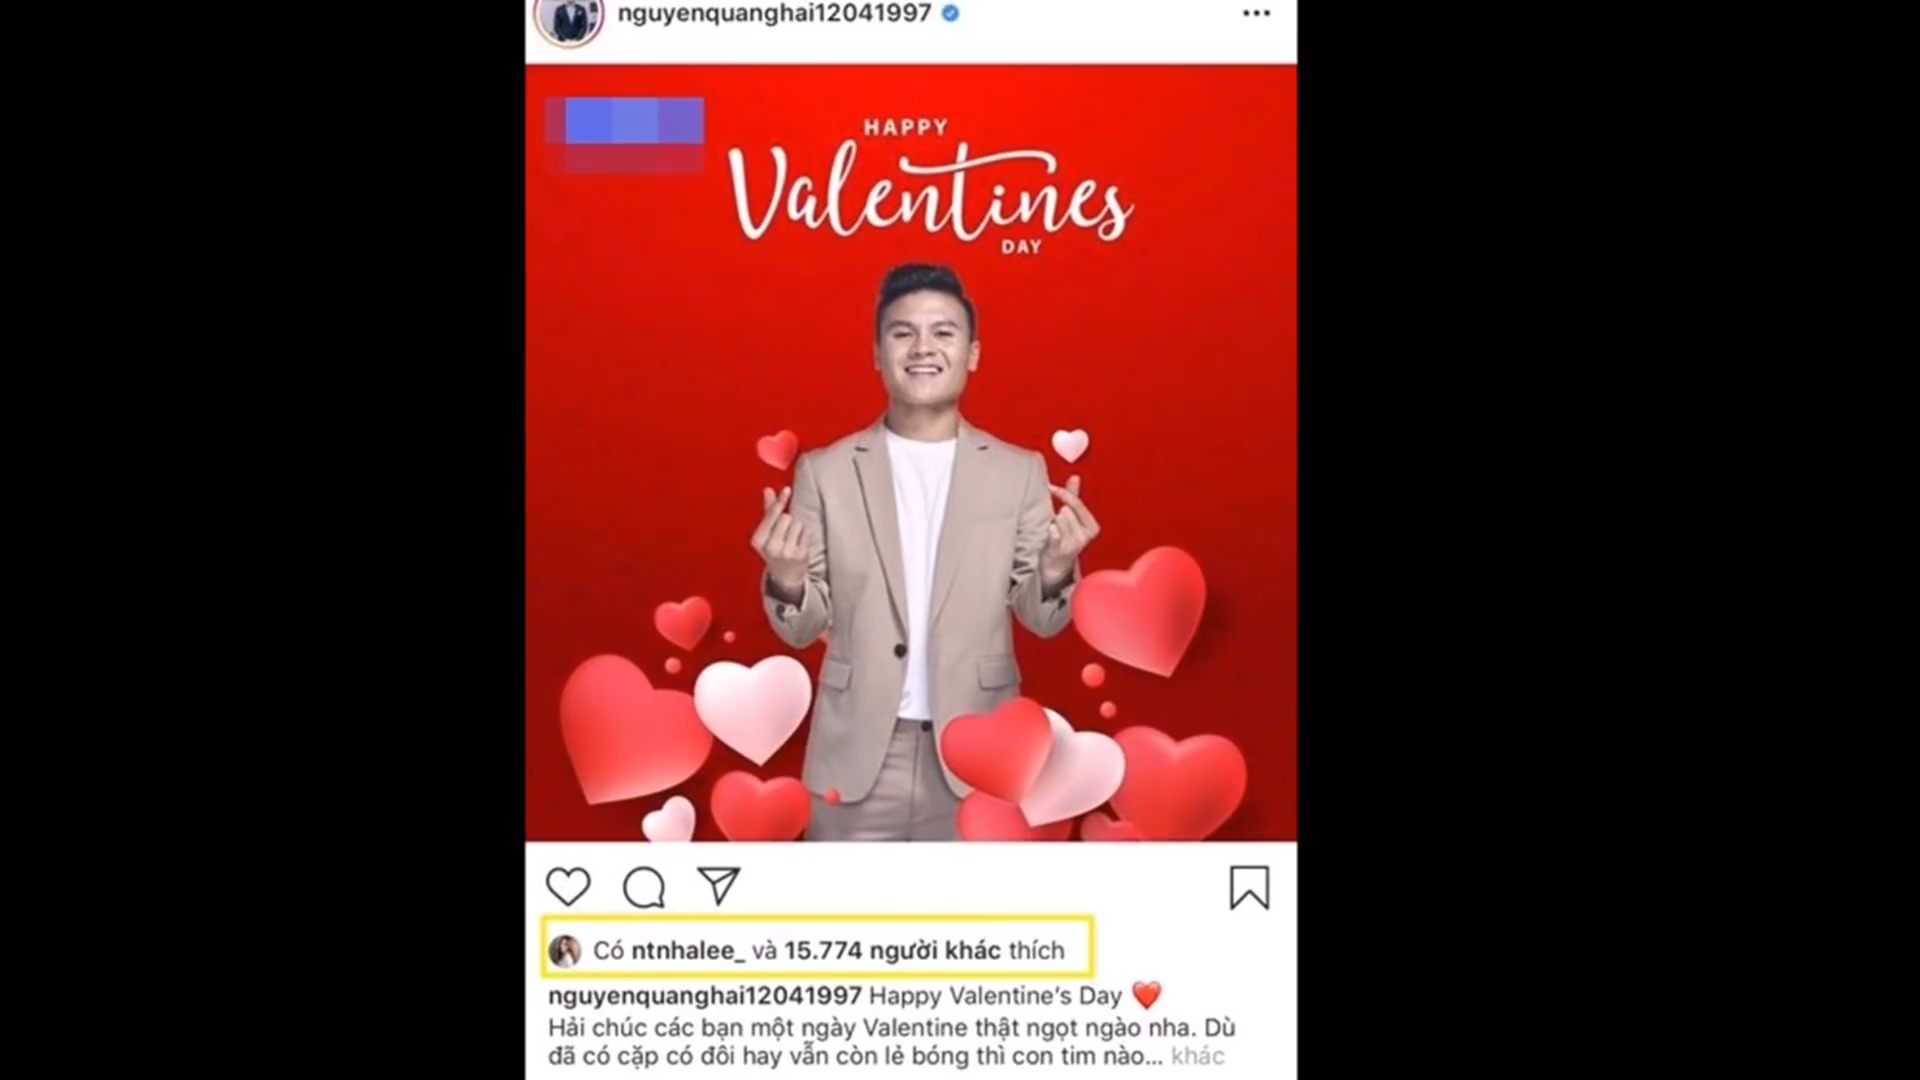 nguyenquanghai12041997
HAPPY
Valentines
DAY
Có ntnhalee_ và 15.774 người khác thích
nguyenquanghai12041997 Happy Valentine's Day ❤️
Hải chúc các bạn một ngày Valentine thật ngọt ngào nha. Dù
đã có cặp có đôi hay vẫn còn lẻ bóng thì con tim nào... khác